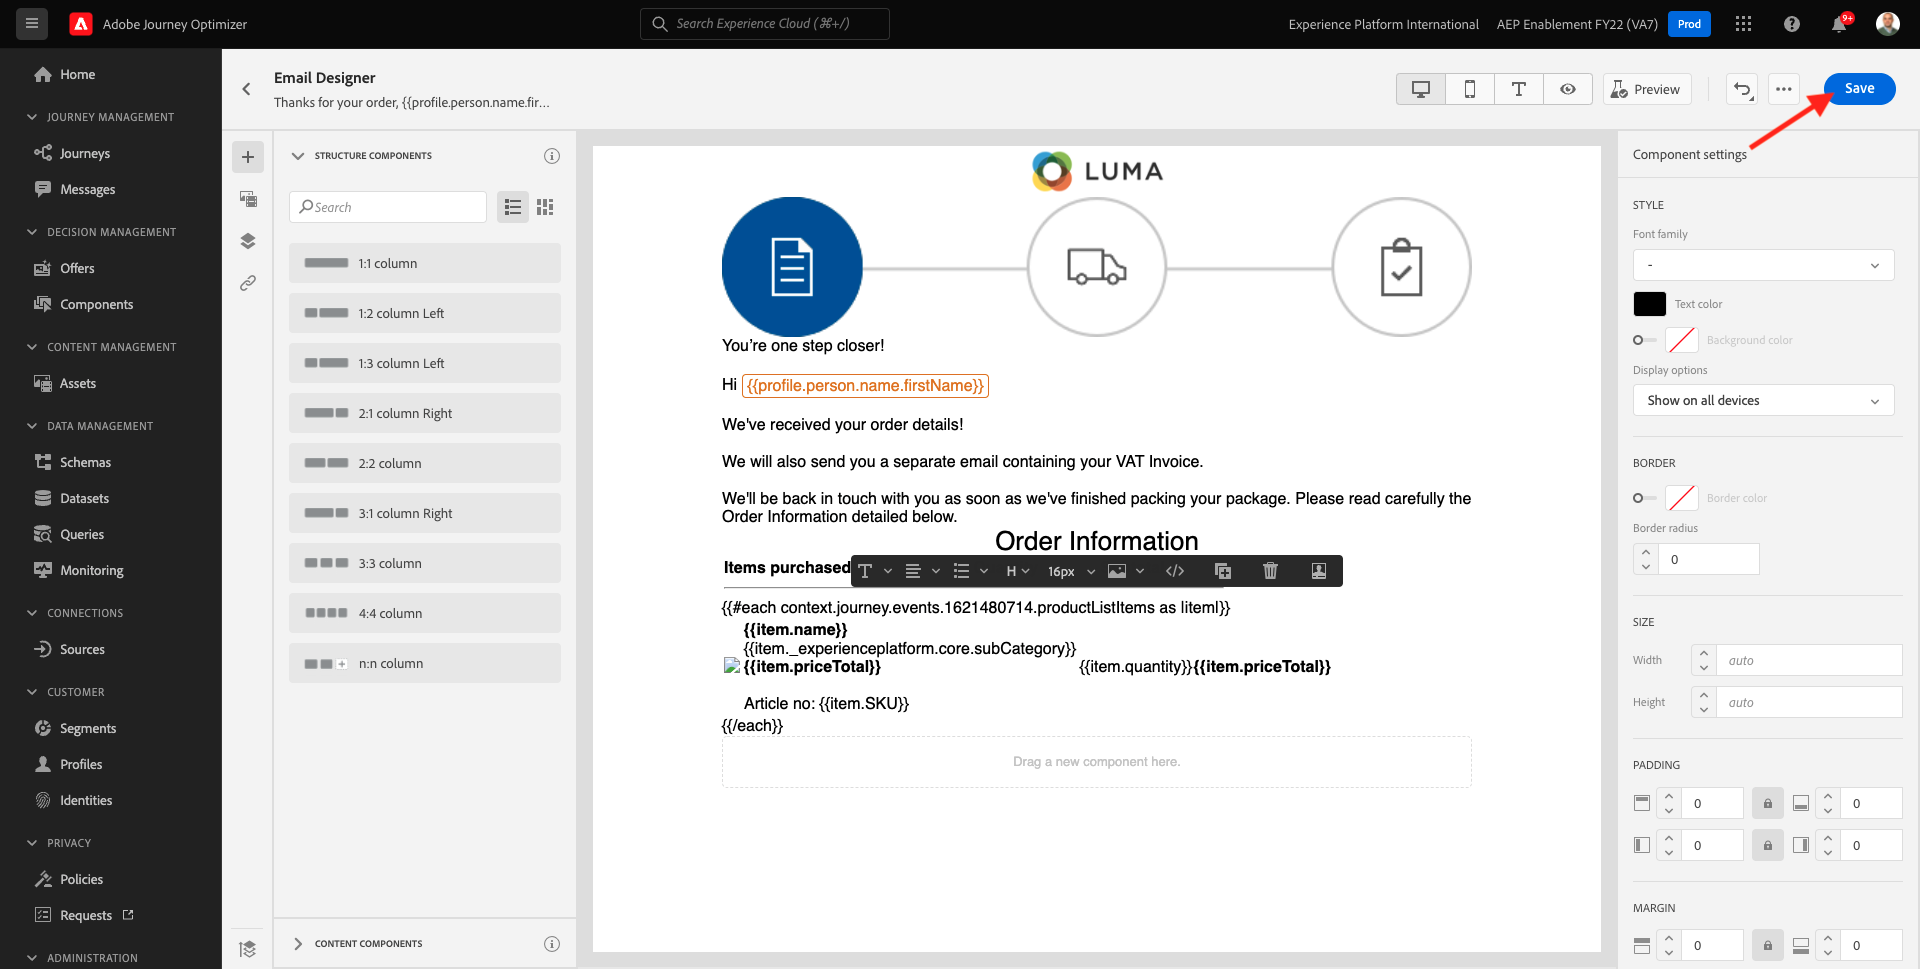 Adobe Journey Optimizer
Search Experience Cloud (⌘+/)
Experience Platform International
AEP Enablement FY22 (VA7)
Prod
9+
Home
JOURNEY MANAGEMENT
Journeys
Messages
DECISION MANAGEMENT
Offers
Components
CONTENT MANAGEMENT
Assets
DATA MANAGEMENT
Schemas
Datasets
Queries
Monitoring
CONNECTIONS
Sources
CUSTOMER
Segments
Profiles
Identities
PRIVACY
Policies
Requests
ADMINISTRATION
Email Designer
Thanks for your order, {{profile.person.name.fir...
Preview
Save
STRUCTURE COMPONENTS
Search
1:1 column
1:2 column Left
1:3 column Left
2:1 column Right
2:2 column
3:1 column Right
3:3 column
4:4 column
n:n column
CONTENT COMPONENTS
LUMA
You're one step closer!
Hi {{profile.person.name.firstName}}
We've received your order details!
We will also send you a separate email containing your VAT Invoice.
We'll be back in touch with you as soon as we've finished packing your package. Please read carefully the
Order Information detailed below.
Order Information
Items purchased
H
16px
{{#each context.journey.events.1621480714.productListItems as |item|}}
{{item.name}}
{{item._experienceplatform.core.subCategory}}
{{item.priceTotal}}
{{item.quantity}}{{item.priceTotal}}
Article no: {{item.SKU}}
{{/each}}
Drag a new component here.
Component settings
STYLE
Font family
-
Text color
Background color
Display options
Show on all devices
BORDER
Border color
Border radius
0
SIZE
Width
auto
Height
auto
PADDING
0
0
0
0
MARGIN
0
0